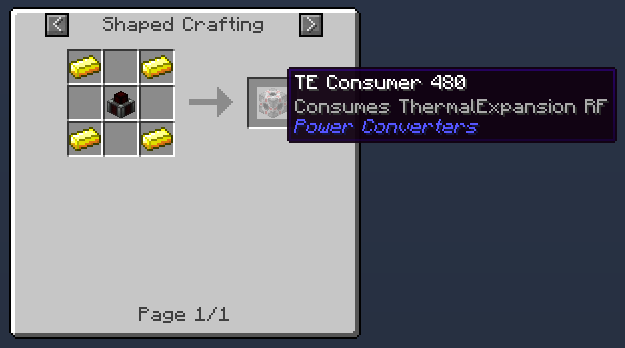 Shaped Crafting
TE Consumer 480
Consumes ThermalExpansion RF
Power Converters
Page 1/1